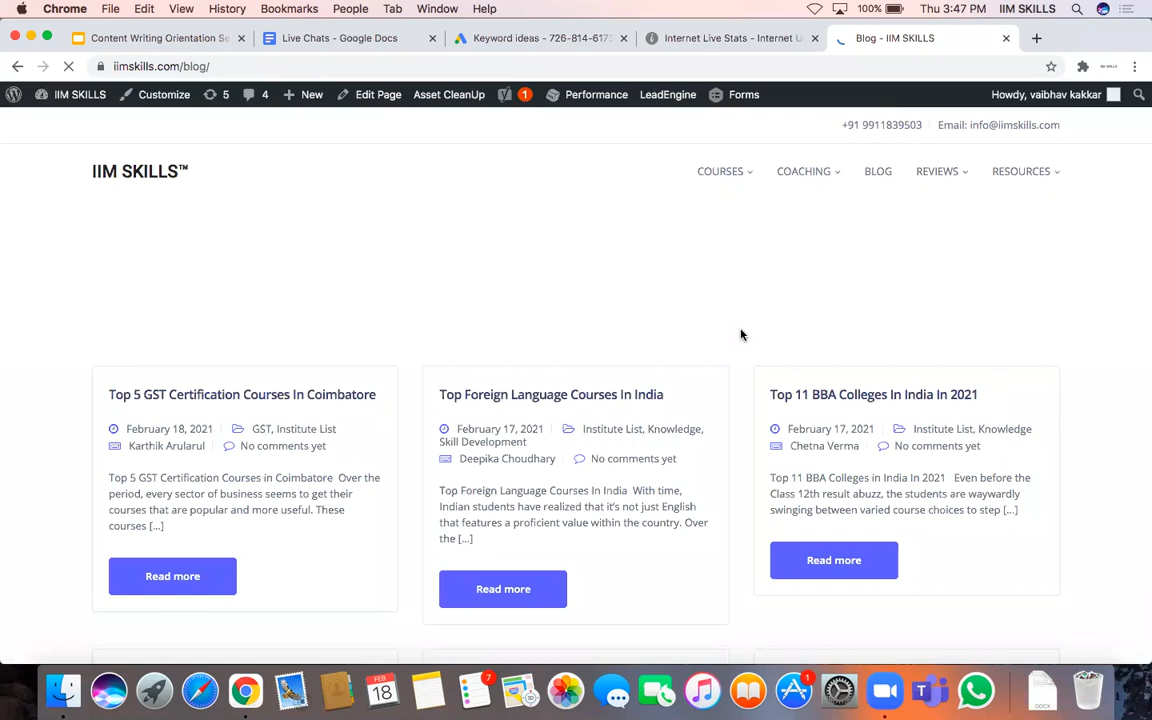 Chrome File Edit View History Bookmarks People Tab Window Help 100% Thu 3:47 PM IIM SKILLS
Content Writing Orientation Se Live Chats - Google Docs Keyword ideas - 726-814-617 Internet Live Stats - Internet U Blog - IIM SKILLS
iimskills.com/blog/
IIM SKILLS Customize 5 4 New Edit Page Asset CleanUp 1 Performance LeadEngine Forms Howdy, vaibhav kakkar
+91 9911839503 Email: info@iimskills.com
IIM SKILLS™ COURSES COACHING BLOG REVIEWS RESOURCES
Top 5 GST Certification Courses In Coimbatore
February 18, 2021 GST, Institute List
Karthik Arularul No comments yet
Top 5 GST Certification Courses in Coimbatore Over the
period, every sector of business seems to get their
courses that are popular and more useful. These
courses [...]
Read more
Top Foreign Language Courses In India
February 17, 2021 Institute List, Knowledge,
Skill Development
Deepika Choudhary No comments yet
Top Foreign Language Courses In India With time,
Indian students have realized that it's not just English
that features a proficient value within the country. Over
the [...]
Read more
Top 11 BBA Colleges In India In 2021
February 17, 2021 Institute List, Knowledge
Chetna Verma No comments yet
Top 11 BBA Colleges in India In 2021 Even before the
Class 12th result abuzz, the students are waywardly
swinging between varied course choices to step [...]
Read more
FEB
18
7
1
DOCX